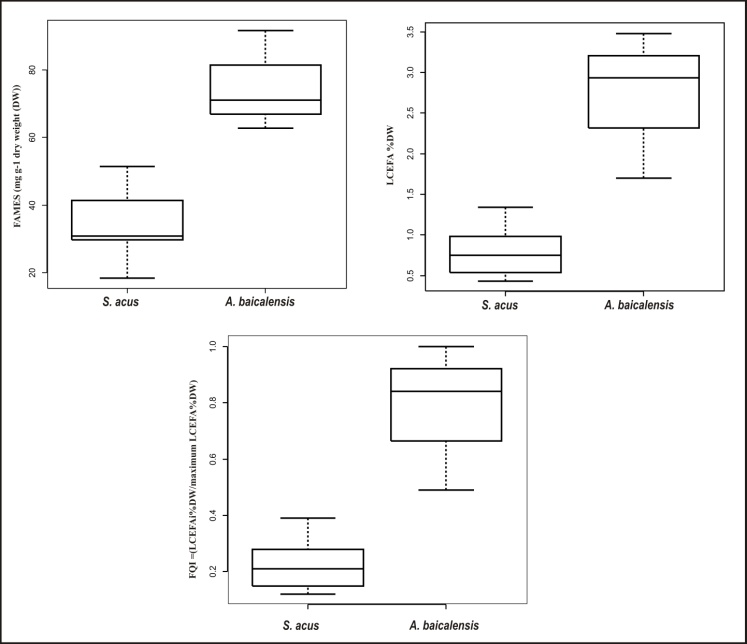 FAMES (mg g-1 dry weight (DW))
80
60
40
20
S. acus
A. baicalensis
LCEFA %DW
3.5
3.0
2.5
2.0
1.5
1.0
0.5
S. acus
A. baicalensis
FQI =(LCEFAi%DW/maximum LCEFA%DW)
1.0
0.8
0.6
0.4
0.2
S. acus
A. baicalensis